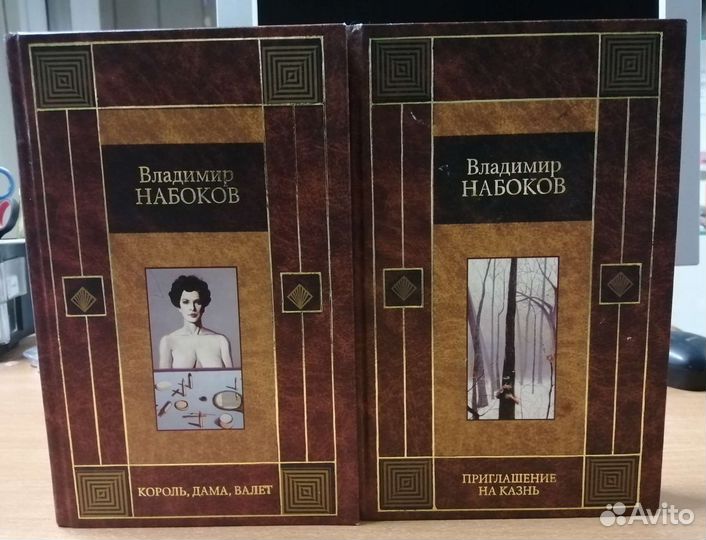 Владимир
НАБОКОВ
КОРОЛЬ, ДАМА, ВАЛЕТ
Владимир
НАБОКОВ
ПРИГЛАШЕНИЕ
НА КАЗНЬ
Avito